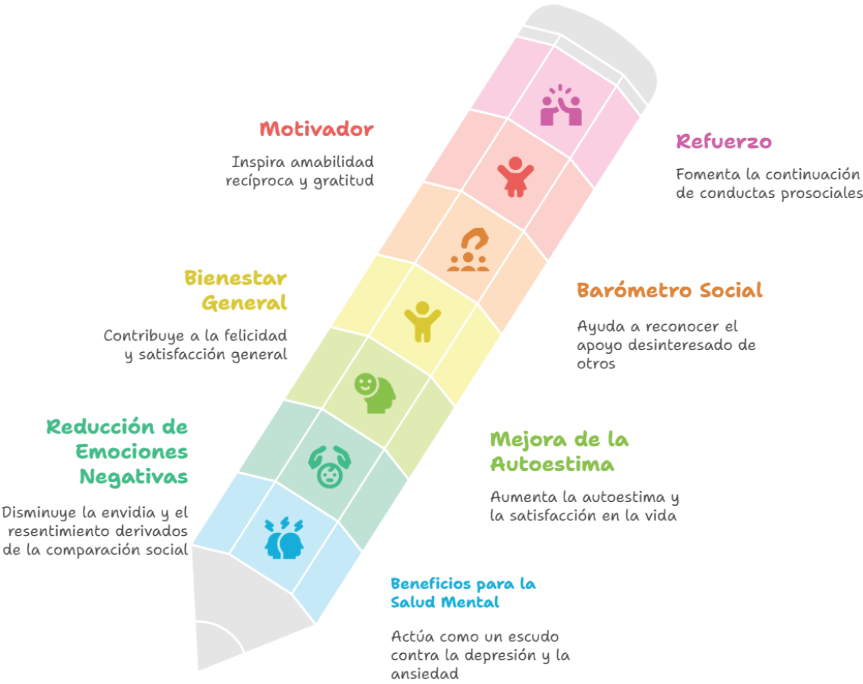 Motivador
Inspira amabilidad
recíproca y gratitud
Refuerzo
Fomenta la continuación
de conductas prosociales
Bienestar
General
Contribuye a la felicidad
y satisfacción general
Barómetro Social
Ayuda a reconocer el
apoyo desinteresado de
otros
Reducción de
Emociones
Negativas
Disminuye la envidia y el
resentimiento derivados
de la comparación social
Mejora de la
Autoestima
Aumenta la autoestima y
la satisfacción en la vida
Beneficios para la
Salud Mental
Actúa como un escudo
contra la depresión y la
ansiedad